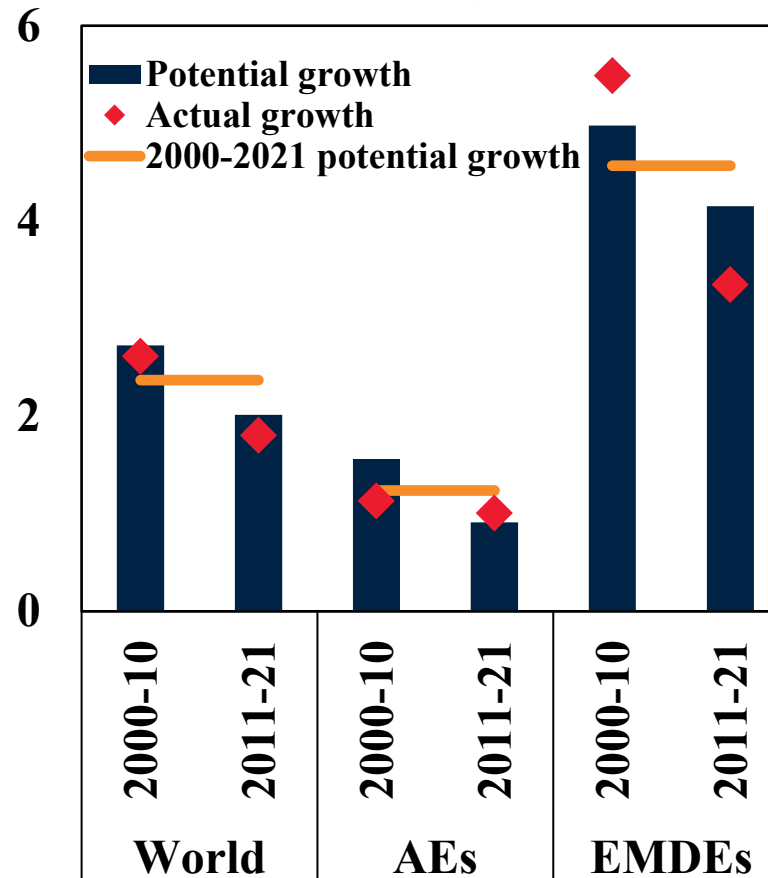 6
Potential growth
Actual growth
2000-2021 potential growth
4
2
0
2000-10
2011-21
2000-10
2011-21
2000-10
2011-21
World
AEs
EMDEs